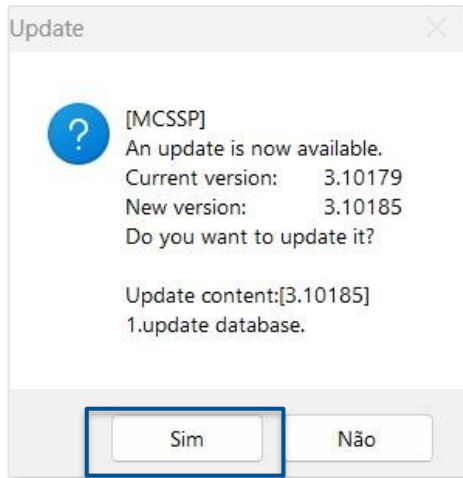 Update
[MCSSP]
An update is now available.
Current version: 3.10179
New version: 3.10185
Do you want to update it?
Update content:[3.10185]
1.update database.
Sim Não